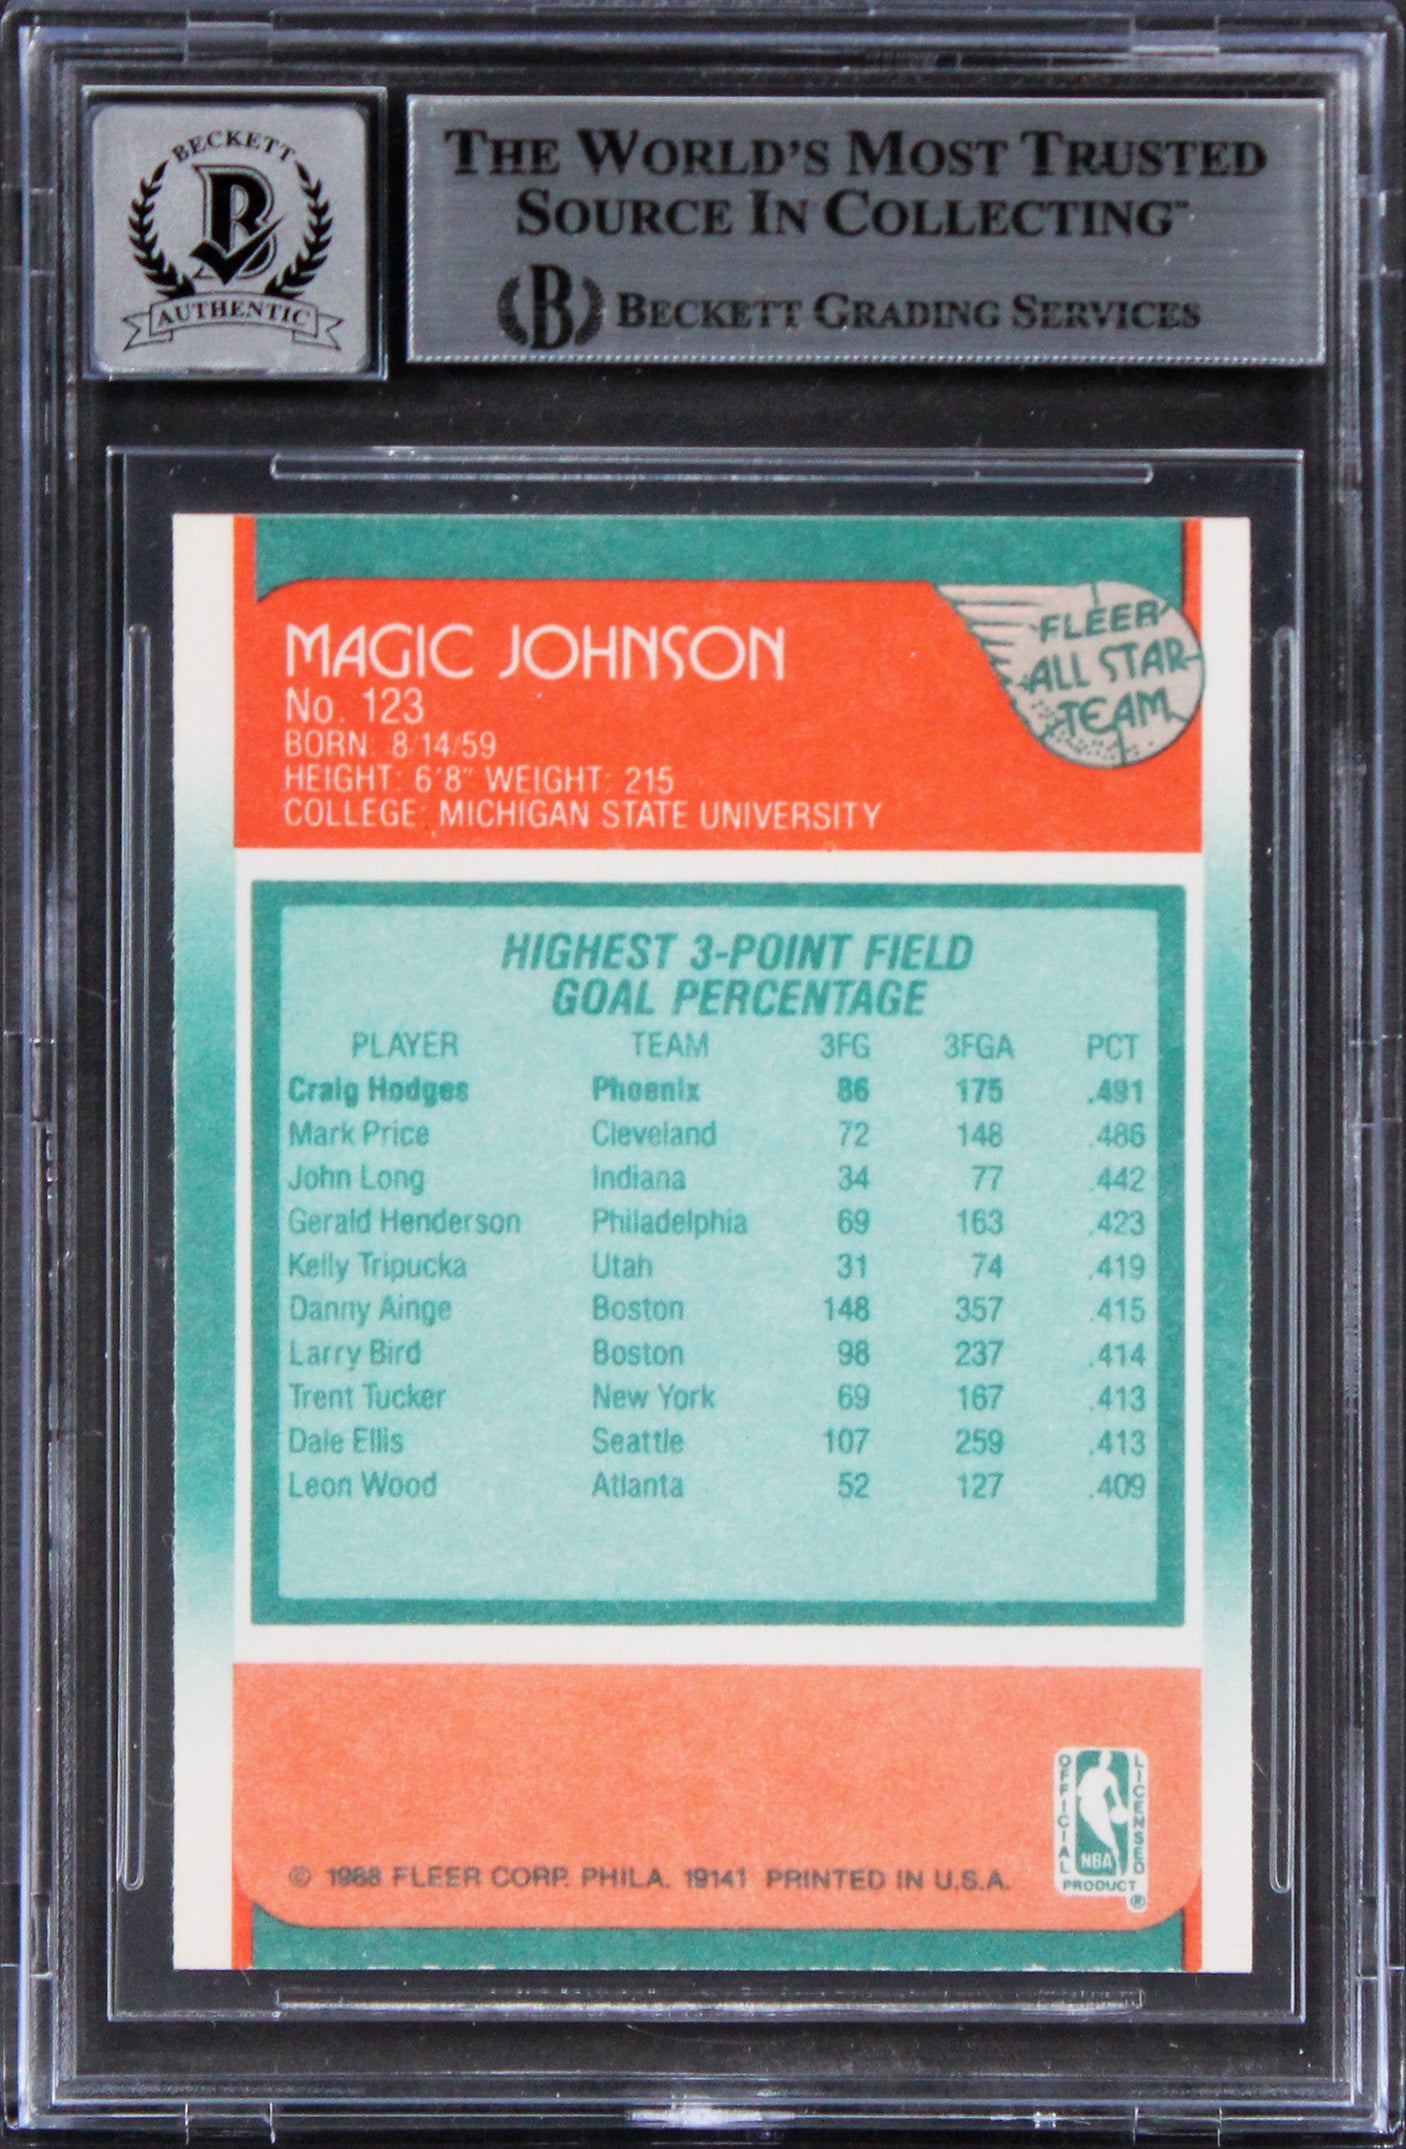 BECKETT
B
AUTHENTIC
THE WORLD'S MOST TRUSTED
SOURCE IN COLLECTING™
B BECKETT GRADING SERVICES
MAGIC JOHNSON
No. 123
BORN: 8/14/59
HEIGHT: 6'8" WEIGHT: 215
COLLEGE: MICHIGAN STATE UNIVERSITY
FLEER
ALL STAR
TEAM
HIGHEST 3-POINT FIELD
GOAL PERCENTAGE
PLAYER TEAM 3FG 3FGA PCT
Craig Hodges Phoenix 86 175 .491
Mark Price Cleveland 72 148 .486
John Long Indiana 34 77 .442
Gerald Henderson Philadelphia 69 163 .423
Kelly Tripucka Utah 31 74 .419
Danny Ainge Boston 148 357 .415
Larry Bird Boston 98 237 .414
Trent Tucker New York 69 167 .413
Dale Ellis Seattle 107 259 .413
Leon Wood Atlanta 52 127 .409
© 1988 FLEER CORP. PHILA. 19141 PRINTED IN U.S.A.
OFFICIAL
LICENSED
NBA
PRODUCT
®